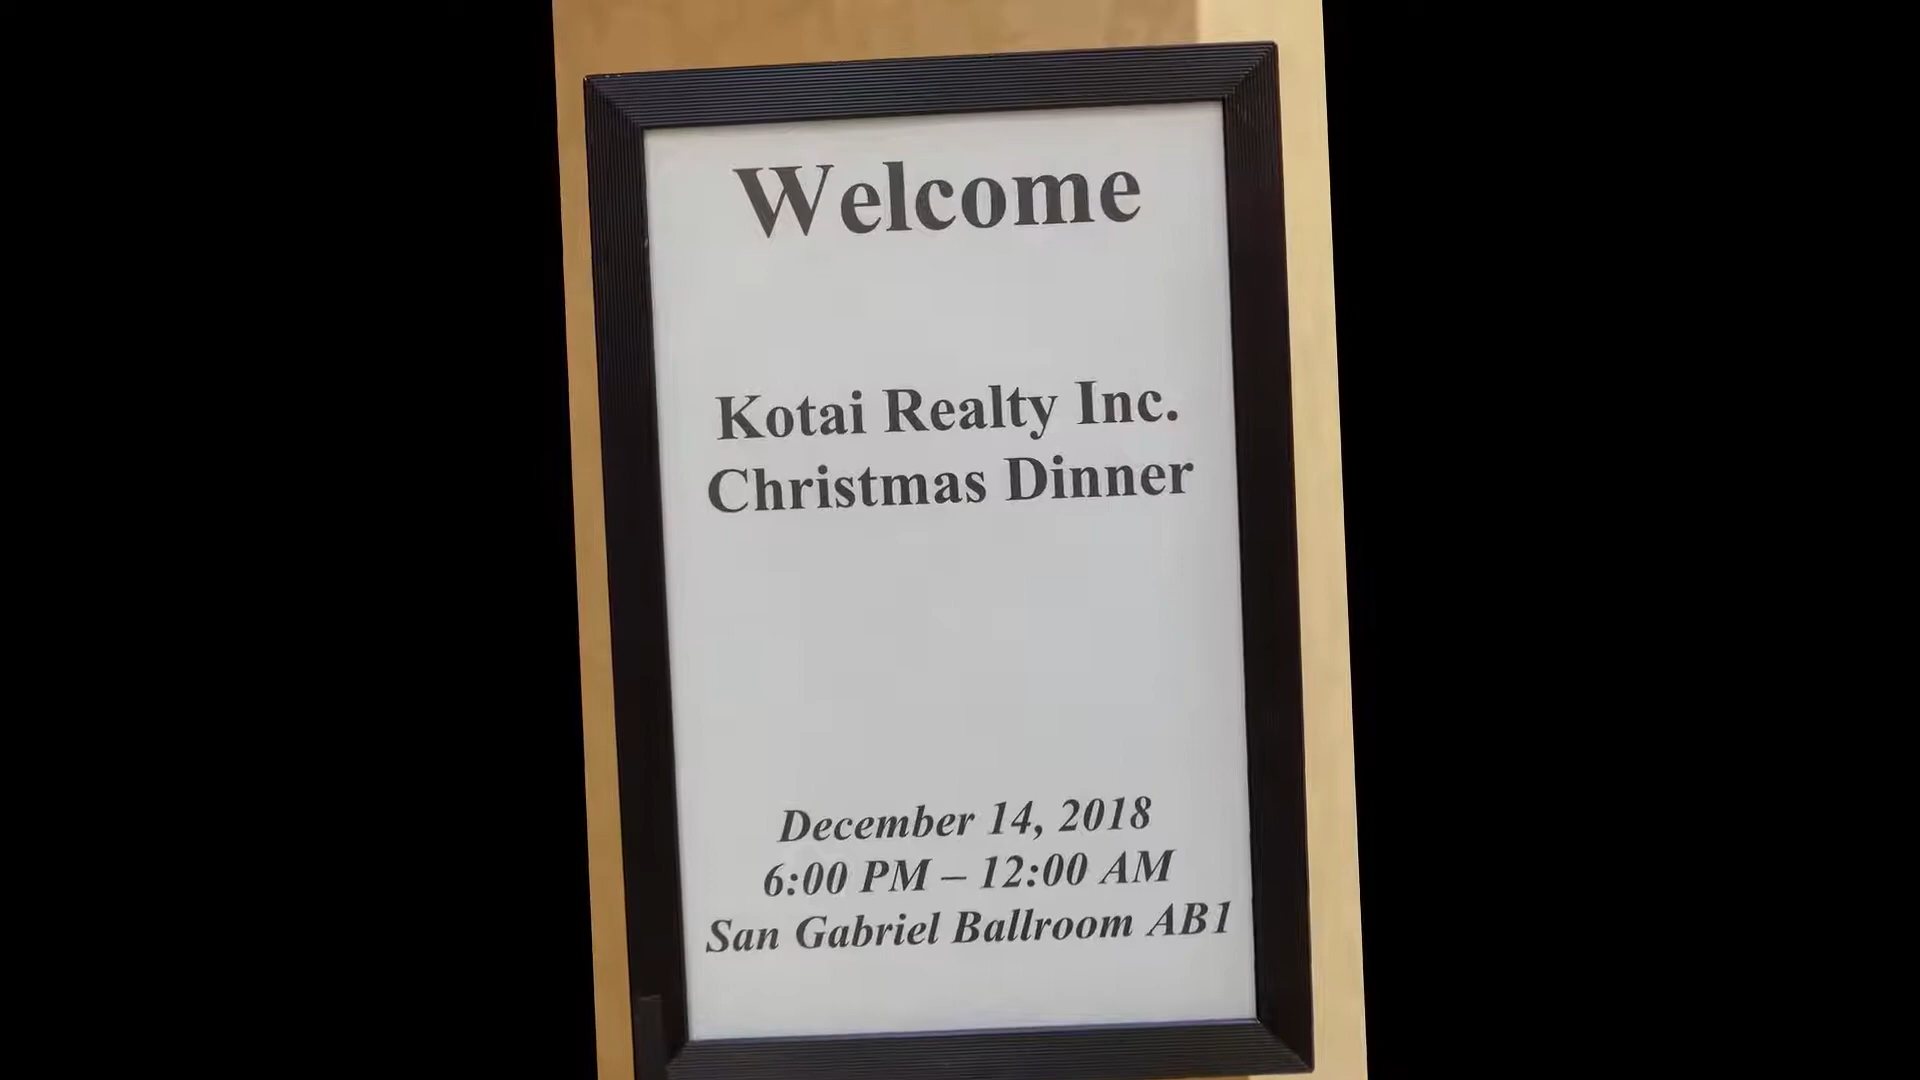 Welcome
Kotai Realty Inc.
Christmas Dinner
December 14, 2018
6:00 PM – 12:00 AM
San Gabriel Ballroom AB1